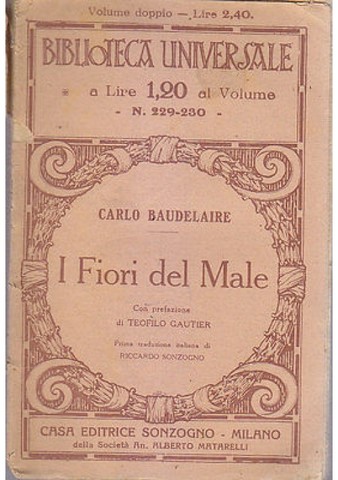 Volume doppio — Lire 2,40.
BIBLIOTECA UNIVERSALE
a Lire 1,20 al Volume
- N. 229-230 -
CARLO BAUDELAIRE
I Fiori del Male
Con prefazione
di TEOFILO GAUTIER
Prima traduzione italiana di
RICCARDO SONZOGNO
CASA EDITRICE SONZOGNO - MILANO
della Società An. ALBERTO MATARELLI